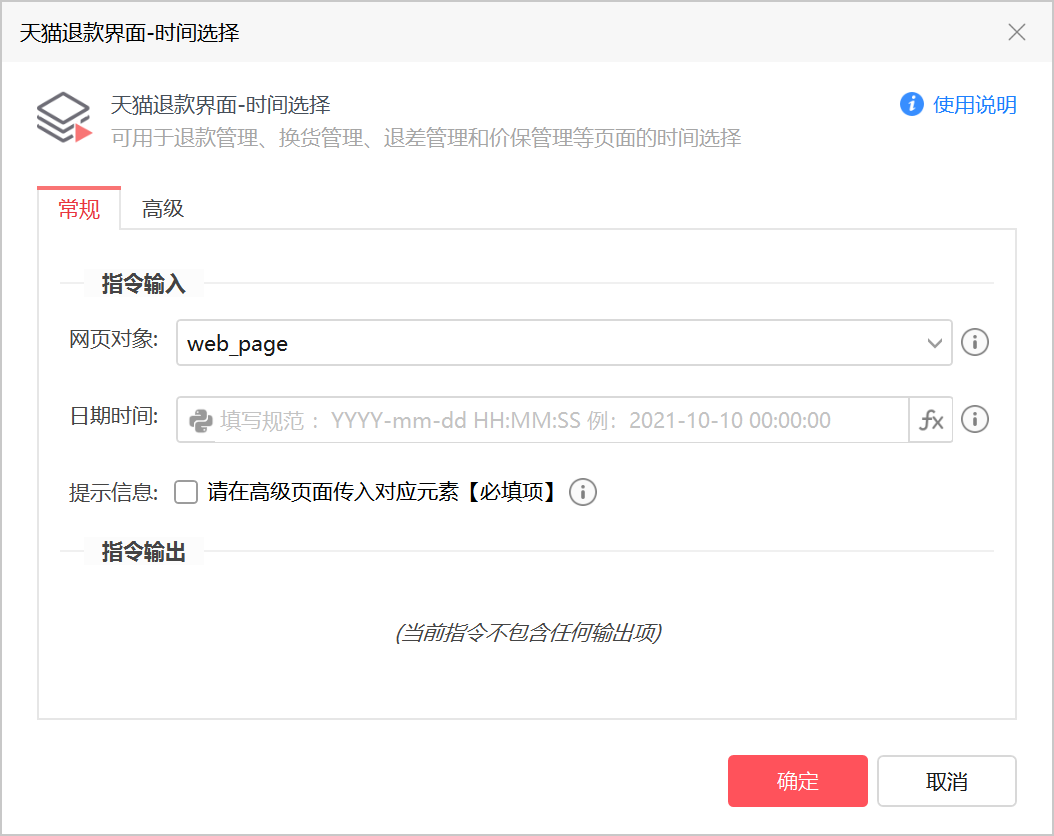 天猫退款界面-时间选择
天猫退款界面-时间选择
使用说明
可用于退款管理、换货管理、退差管理和价保管理等页面的时间选择
常规
高级
指令输入
网页对象:
web_page
日期时间:
填写规范： YYYY-mm-dd HH:MM:SS 例：2021-10-10 00:00:00
fx
提示信息:
请在高级页面传入对应元素【必填项】
指令输出
(当前指令不包含任何输出项)
确定
取消